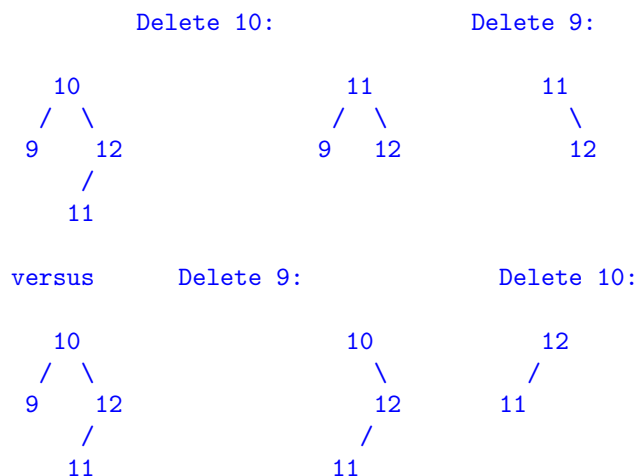 Delete 10: Delete 9:
10 11 11
/ \ / \ \
9 12 9 12 12
/
11
versus Delete 9: Delete 10:
10 10 12
/ \ \ /
9 12 12 11
/ /
11 11